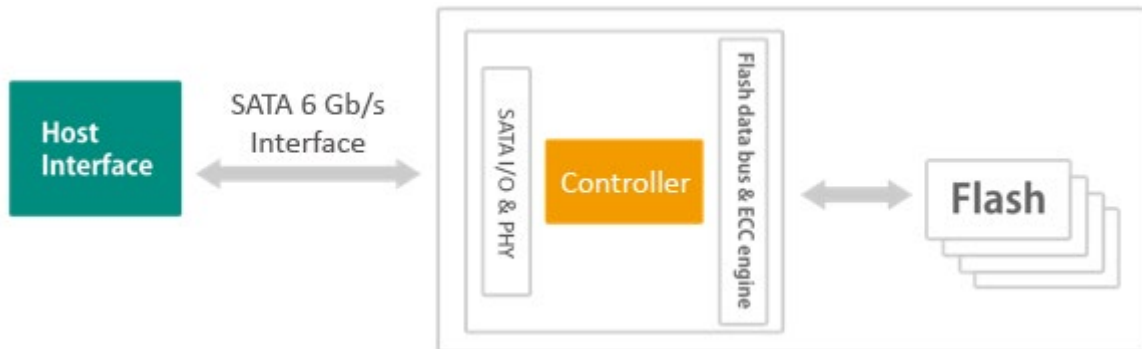 Host
Interface
SATA 6 Gb/s
Interface
SATA I/O & PHY
Controller
Flash data bus & ECC engine
Flash